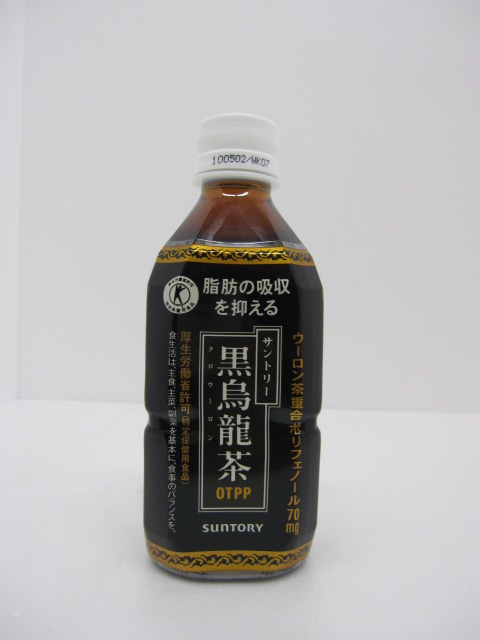 100502/WK07
脂肪の吸収
を抑える
ウーロン茶重合ポリフェノール70mg
サントリー
黒烏龍茶
クロウーロン
OTPP
厚生労働省許可(特定保健用食品)
食生活は、主食、主菜、副菜を基本に、食事のバランスを。
SUNTORY